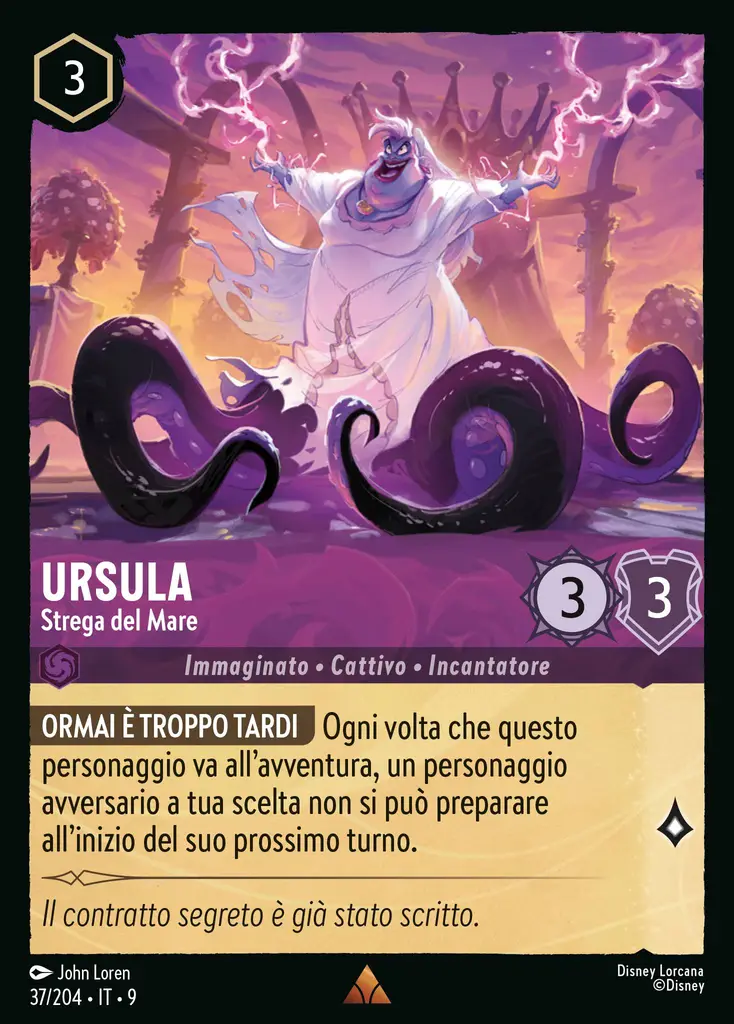 3
URSULA
Strega del Mare
3
3
Immaginato • Cattivo • Incantatore
ORMAI È TROPPO TARDI Ogni volta che questo
personaggio va all'avventura, un personaggio
avversario a tua scelta non si può preparare
all'inizio del suo prossimo turno.
Il contratto segreto è già stato scritto.
John Loren
37/204 • IT • 9
Disney Lorcana
©Disney